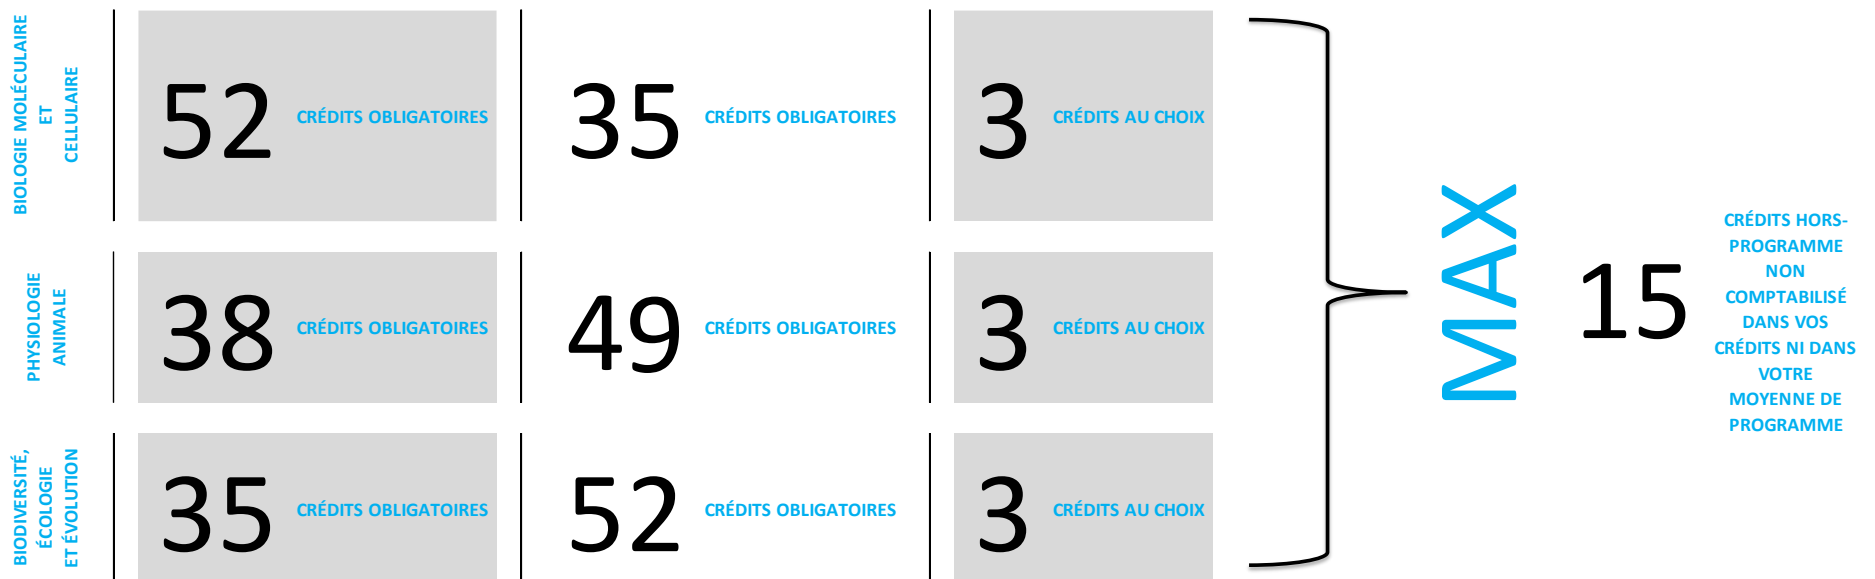 BIOLOGIE MOLÉCULAIRE
ET
CELLULAIRE
52 CRÉDITS OBLIGATOIRES
35 CRÉDITS OBLIGATOIRES
3 CRÉDITS AU CHOIX
PHYSIOLOGIE
ANIMALE
38 CRÉDITS OBLIGATOIRES
49 CRÉDITS OBLIGATOIRES
3 CRÉDITS AU CHOIX
BIODIVERSITÉ,
ÉCOLOGIE
ET ÉVOLUTION
35 CRÉDITS OBLIGATOIRES
52 CRÉDITS OBLIGATOIRES
3 CRÉDITS AU CHOIX
MAX
15
CRÉDITS HORS-
PROGRAMME
NON
COMPTABILISÉ
DANS VOS
CRÉDITS NI DANS
VOTRE
MOYENNE DE
PROGRAMME